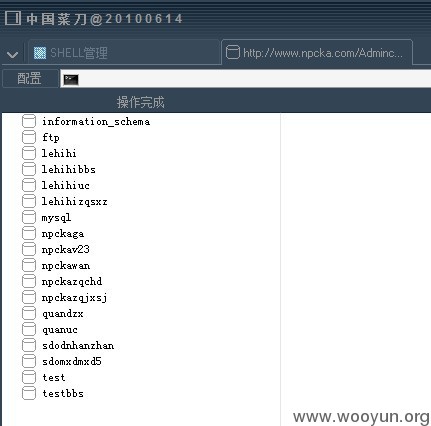 中国菜刀@20100614
SHELL管理
http://www.npcka.com/Adminc...
配置
操作完成
information_schema
ftp
lehihi
lehihibbs
lehihiuc
lehihizqsxz
mysql
npckaga
npckav23
npckawan
npckazqchd
npckazqjxsj
quandzx
quanuc
sdodnhanzhan
sdomxdmxd5
test
testbbs
www.wooyun.org